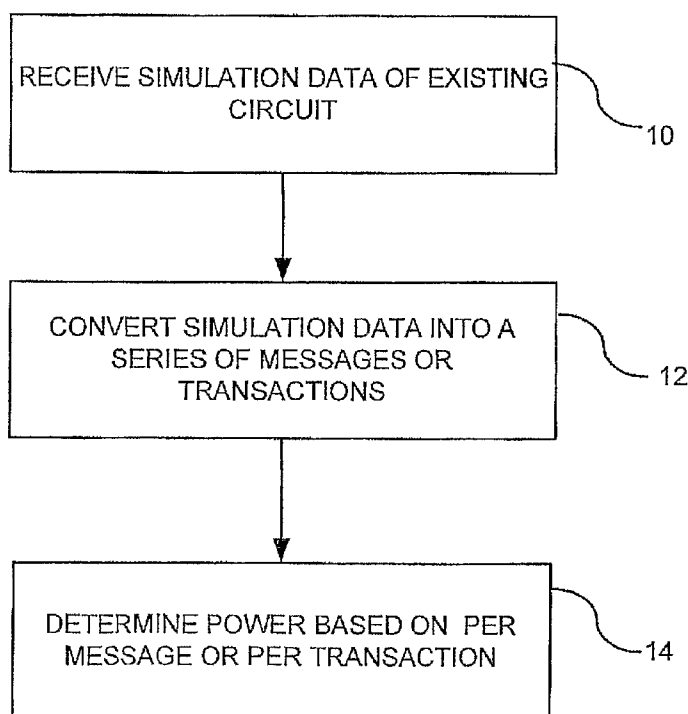 RECEIVE SIMULATION DATA OF EXISTING
CIRCUIT
10
CONVERT SIMULATION DATA INTO A
SERIES OF MESSAGES OR
TRANSACTIONS
12
DETERMINE POWER BASED ON PER
MESSAGE OR PER TRANSACTION
14